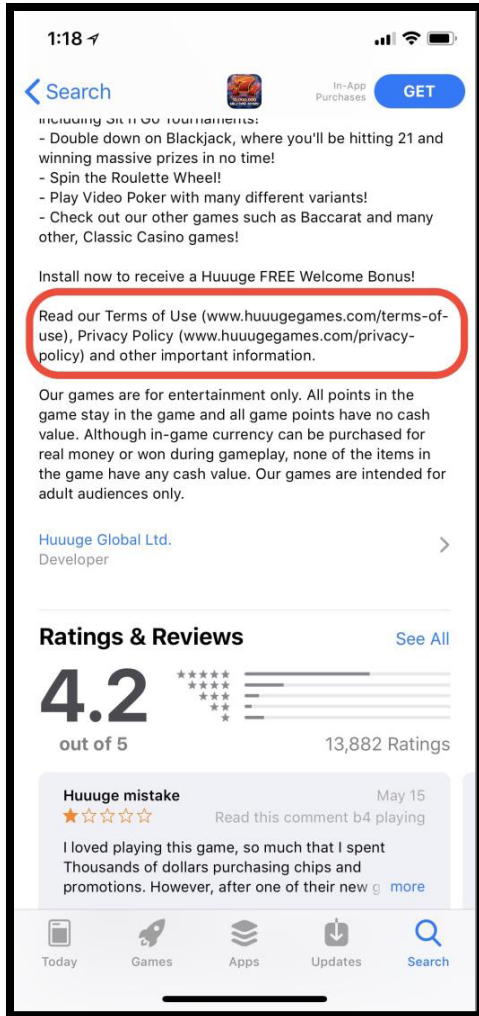 1:18
Search
In-App
Purchases
GET
including Sit n Go Tournaments!
- Double down on Blackjack, where you'll be hitting 21 and
winning massive prizes in no time!
- Spin the Roulette Wheel!
- Play Video Poker with many different variants!
- Check out our other games such as Baccarat and many
other, Classic Casino games!
Install now to receive a Huuuge FREE Welcome Bonus!
Read our Terms of Use (www.huuugegames.com/terms-of-
use), Privacy Policy (www.huuugegames.com/privacy-
policy) and other important information.
Our games are for entertainment only. All points in the
game stay in the game and all game points have no cash
value. Although in-game currency can be purchased for
real money or won during gameplay, none of the items in
the game have any cash value. Our games are intended for
adult audiences only.
Huuuge Global Ltd.
Developer
Ratings & Reviews
See All
4.2
out of 5
13,882 Ratings
Huuuge mistake
May 15
Read this comment b4 playing
I loved playing this game, so much that I spent
Thousands of dollars purchasing chips and
promotions. However, after one of their new g more
Today
Games
Apps
Updates
Search